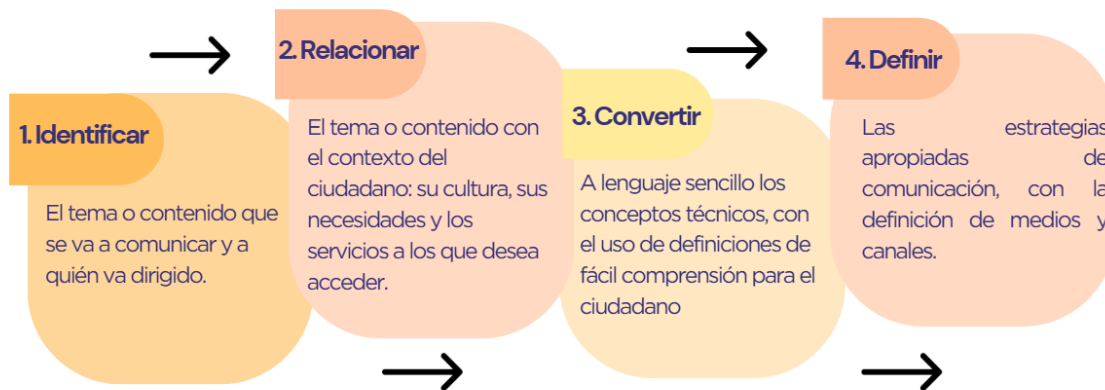 1. Identificar
El tema o contenido que
se va a comunicar y a
quién va dirigido.
2. Relacionar
El tema o contenido con
el contexto del
ciudadano: su cultura, sus
necesidades y los
servicios a los que desea
acceder.
3. Convertir
A lenguaje sencillo los
conceptos técnicos, con
el uso de definiciones de
fácil comprensión para el
ciudadano
4. Definir
Las estrategias
apropiadas de
comunicación, con la
definición de medios y
canales.